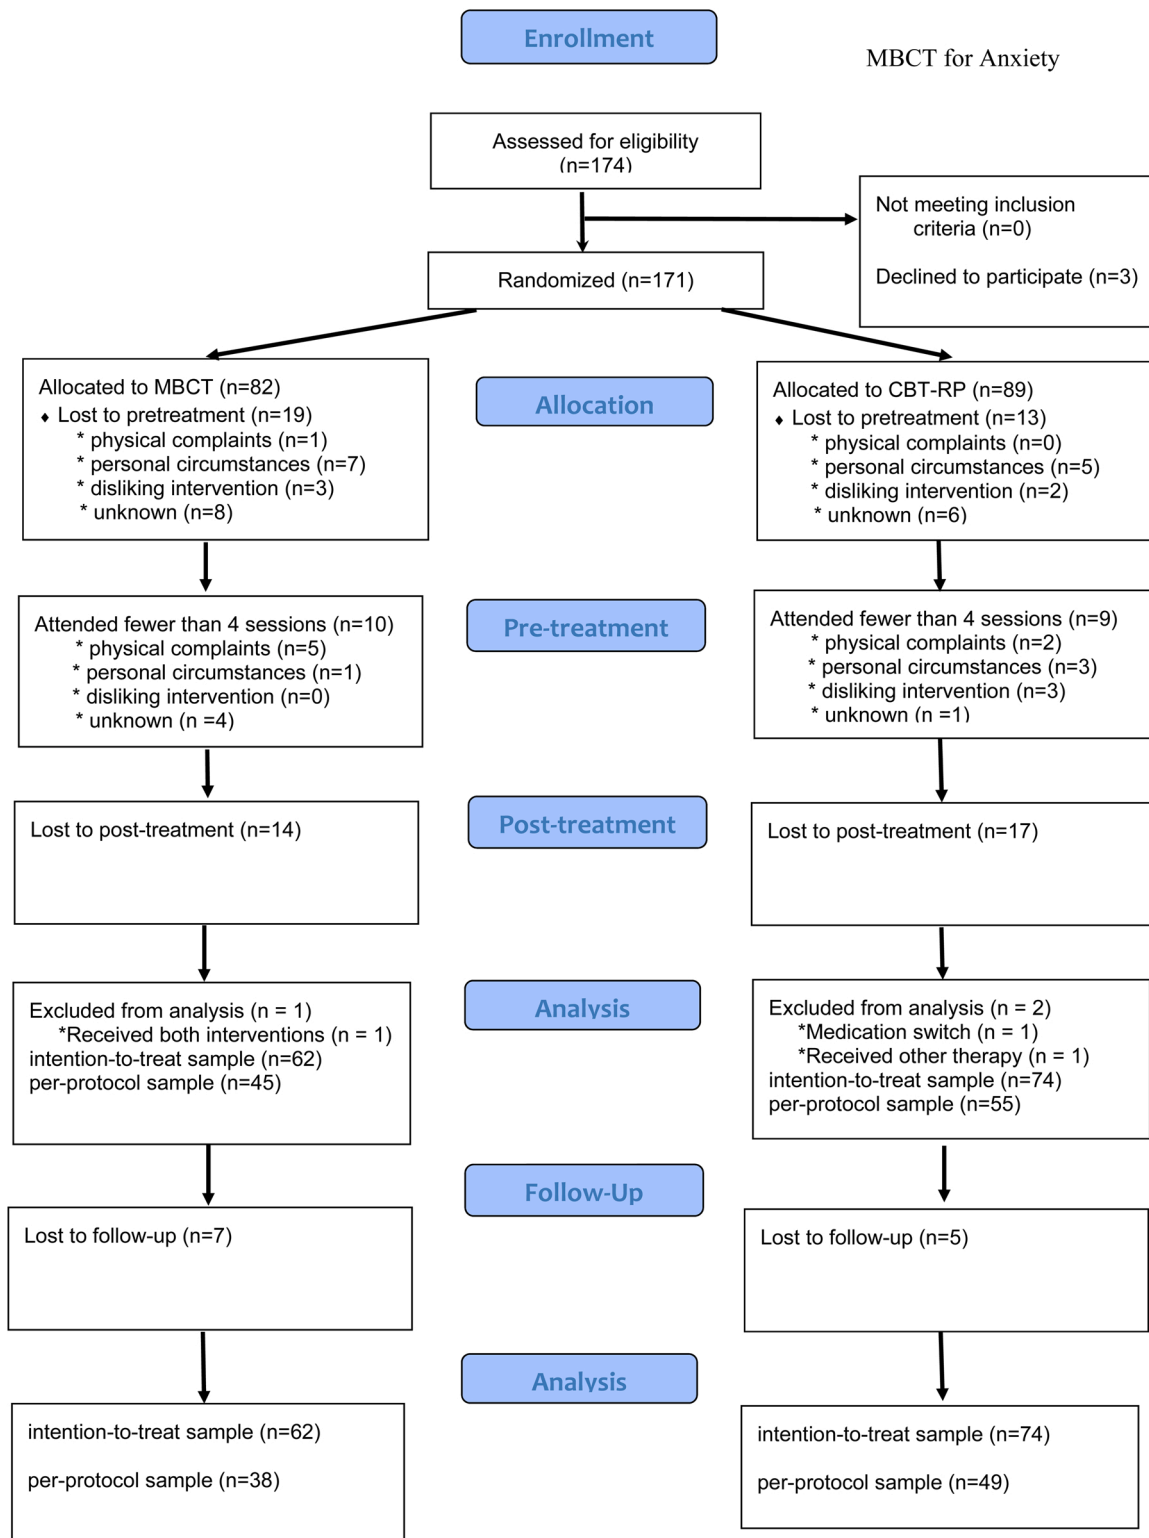 Enrollment
MBCT for Anxiety
Assessed for eligibility
(n=174)
Not meeting inclusion
criteria (n=0)
Declined to participate (n=3)
Randomized (n=171)
Allocated to MBCT (n=82)
♦ Lost to pretreatment (n=19)
* physical complaints (n=1)
* personal circumstances (n=7)
* disliking intervention (n=3)
* unknown (n=8)
Allocation
Allocated to CBT-RP (n=89)
♦ Lost to pretreatment (n=13)
* physical complaints (n=0)
* personal circumstances (n=5)
* disliking intervention (n=2)
* unknown (n=6)
Attended fewer than 4 sessions (n=10)
* physical complaints (n=5)
* personal circumstances (n=1)
* disliking intervention (n=0)
* unknown (n =4)
Pre-treatment
Attended fewer than 4 sessions (n=9)
* physical complaints (n=2)
* personal circumstances (n=3)
* disliking intervention (n=3)
* unknown (n =1)
Lost to post-treatment (n=14)
Post-treatment
Lost to post-treatment (n=17)
Excluded from analysis (n = 1)
*Received both interventions (n = 1)
intention-to-treat sample (n=62)
per-protocol sample (n=45)
Analysis
Excluded from analysis (n = 2)
*Medication switch (n = 1)
*Received other therapy (n = 1)
intention-to-treat sample (n=74)
per-protocol sample (n=55)
Follow-Up
Lost to follow-up (n=7)
Lost to follow-up (n=5)
Analysis
intention-to-treat sample (n=62)
per-protocol sample (n=38)
intention-to-treat sample (n=74)
per-protocol sample (n=49)